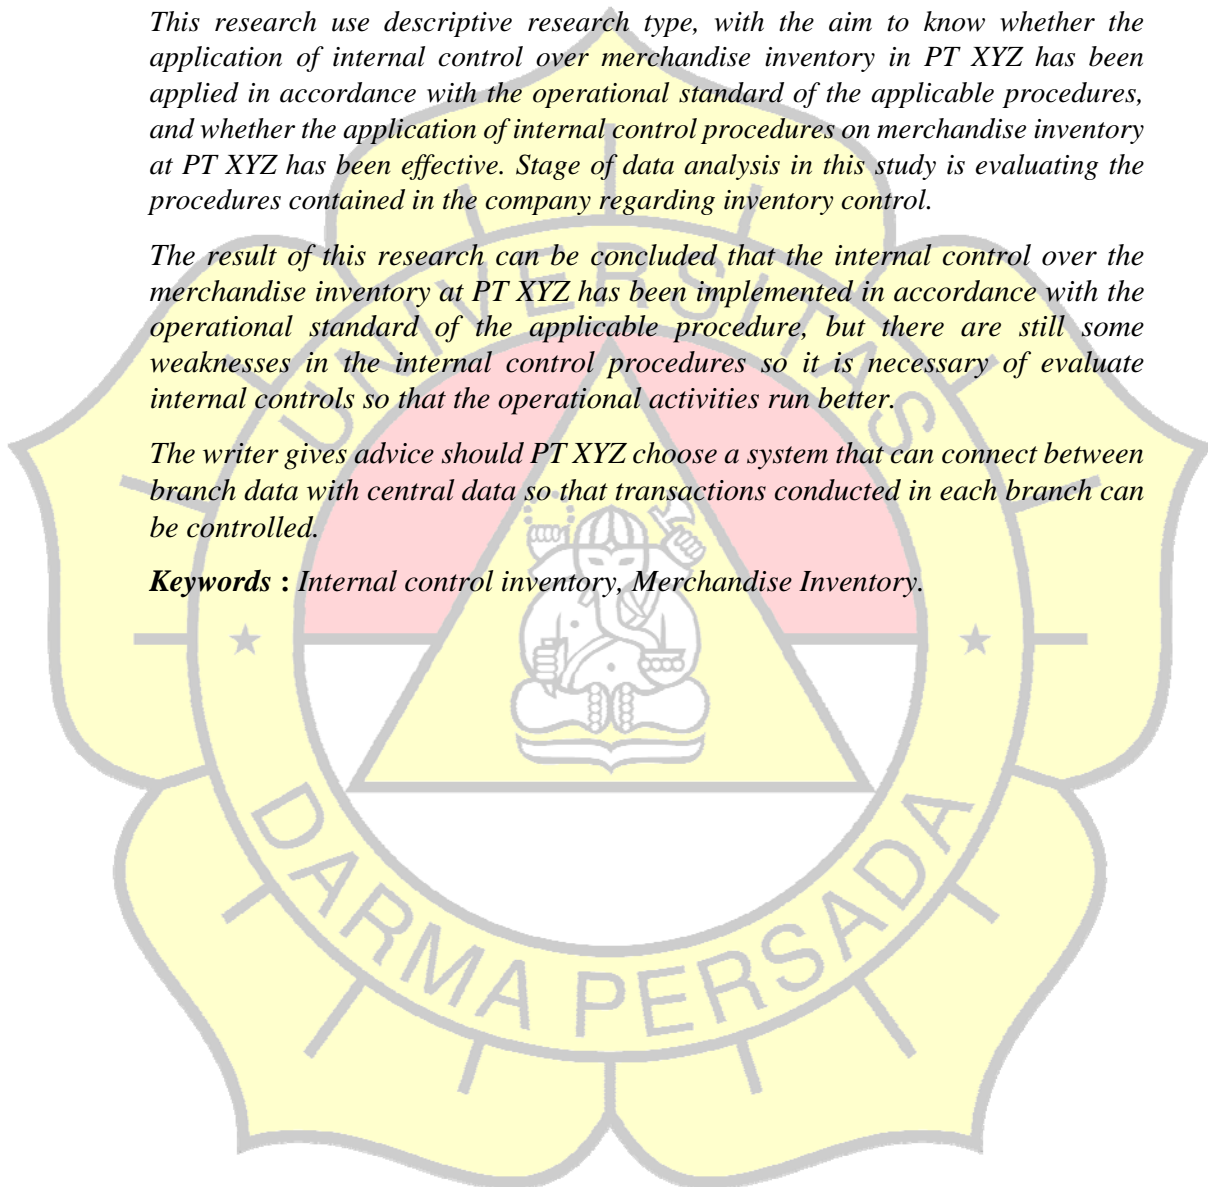 This research use descriptive research type, with the aim to know whether the
application of internal control over merchandise inventory in PT XYZ has been
applied in accordance with the operational standard of the applicable procedures,
and whether the application of internal control procedures on merchandise inventory
at PT XYZ has been effective. Stage of data analysis in this study is evaluating the
procedures contained in the company regarding inventory control.
The result of this research can be concluded that the internal control over the
merchandise inventory at PT XYZ has been implemented in accordance with the
operational standard of the applicable procedure, but there are still some
weaknesses in the internal control procedures so it is necessary of evaluate
internal controls so that the operational activities run better.
The writer gives advice should PT XYZ choose a system that can connect between
branch data with central data so that transactions conducted in each branch can
be controlled.
Keywords : Internal control inventory, Merchandise Inventory.
UNIVERSITAS
DARMA PERSADA